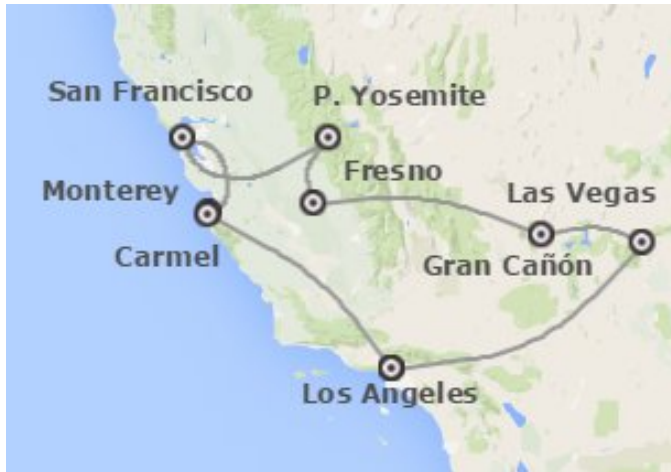 San Francisco
P. Yosemite
Fresno
Monterey
Las Vegas
Carmel
Gran Cañón
Los Angeles